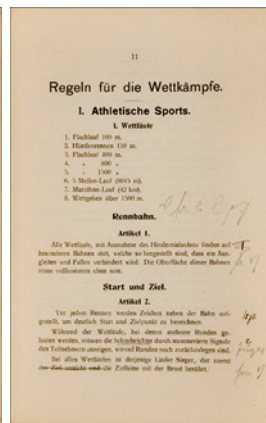 11
Regeln für die Wettkämpfe.
I. Athletische Sports.
1. Wettläufe
1. Flachlauf 100 m.
2. Hürdenrennen 110 m.
3. Flachlauf 400 m.
4. „ 800 „
5. „ 1500 „
6. 5 Meilen-Lauf (8045 m).
7. Marathon-Lauf (42 km).
8. Wettgehen über 1500 m.
Rennbahn.
Artikel 1.
Alle Wettläufe, mit Ausnahme des Hindernislaufens finden auf
besonderen Bahnen statt, welche so hergestellt sind, dass ein Aus-
gleiten und Fallen verhindert wird. Die Oberfläche dieser Bahnen
muss vollkommen eben sein.
Start und Ziel.
Artikel 2.
Vor jedem Rennen werden Zeichen neben der Bahn auf-
gestellt, um deutlich Start und Zielpunkt zu bezeichnen.
Während der Wettläufe, bei denen mehrere Runden ge-
laufen werden, müssen die Schiedsrichter durch nummerierte Signale
den Teilnehmern anzeigen, wieviel Runden noch zurückzulegen sind.
Bei allen Wettläufen ist derjenige Läufer Sieger, der zuerst
das Ziel erreicht und die Ziellinie mit der Brust berührt.